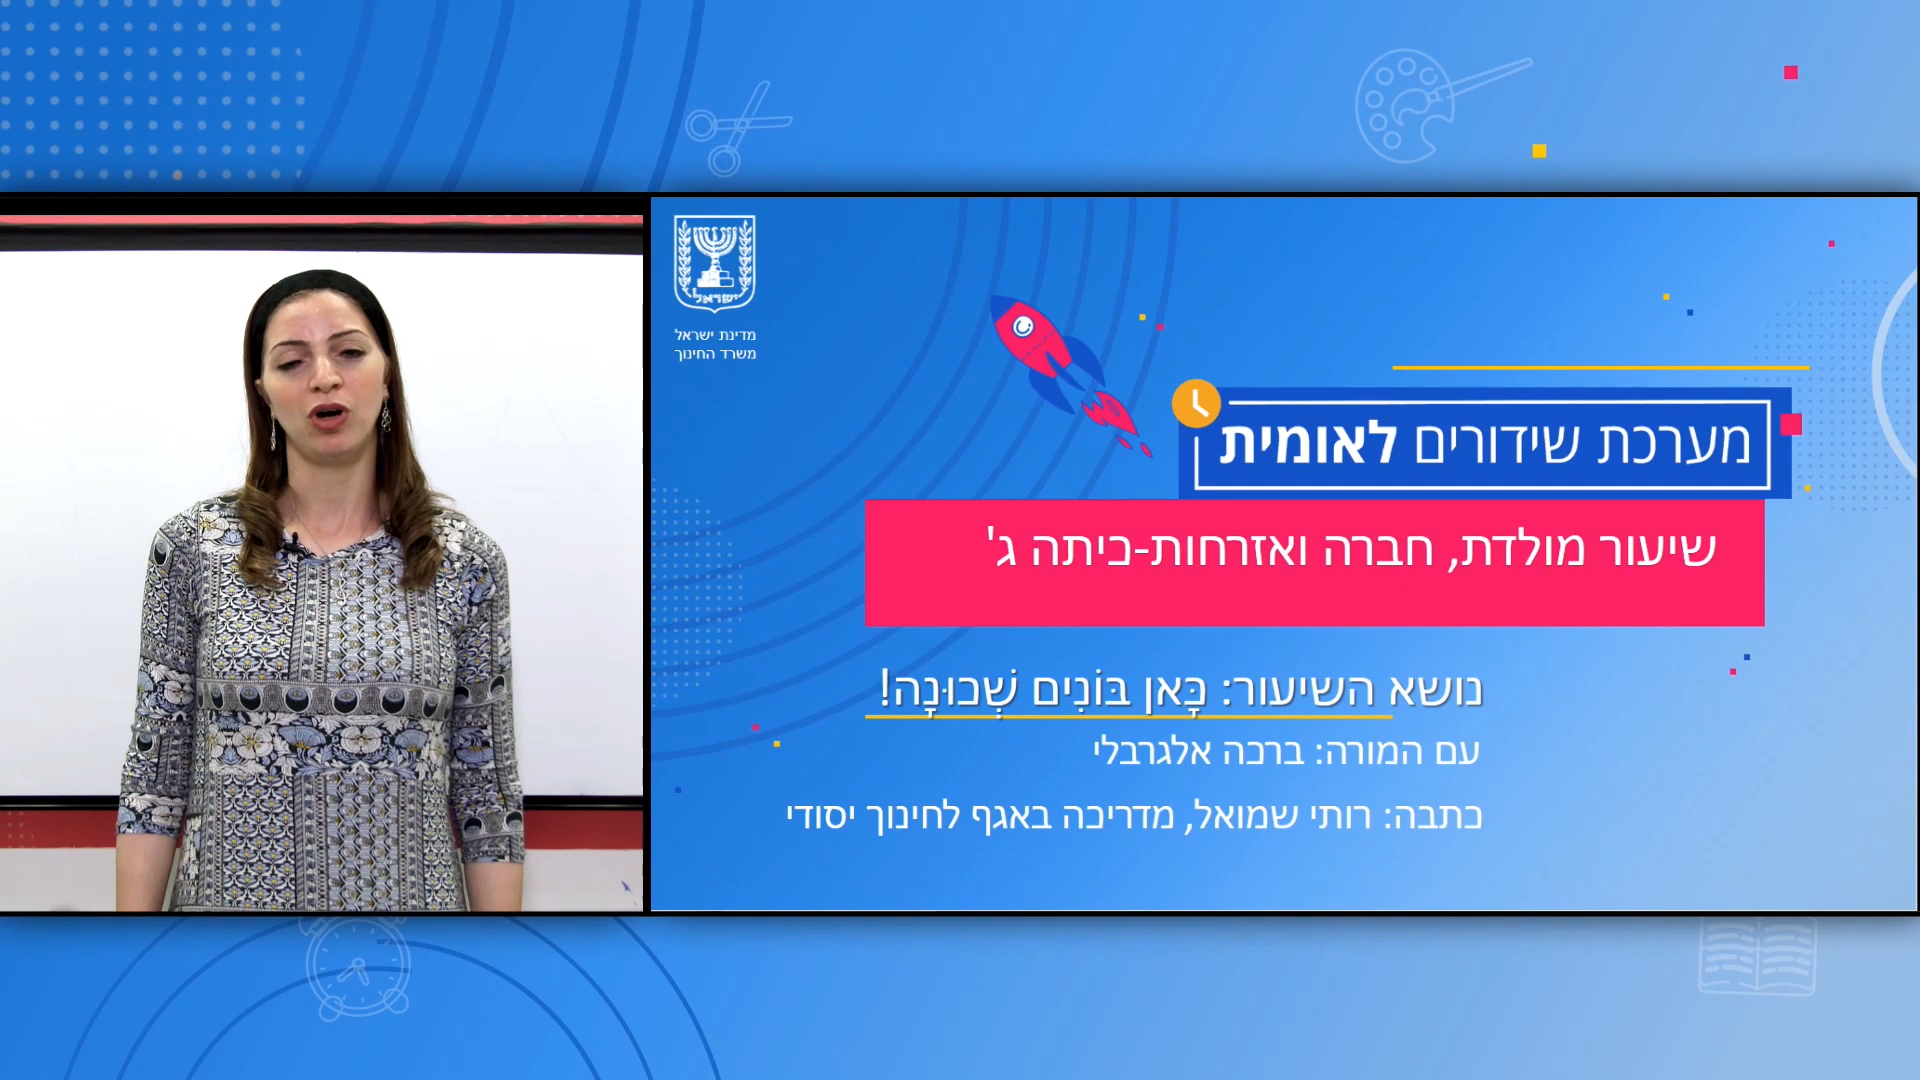 ישראל
מדינת ישראל
משרד החינוך
מערכת שידורים לאומית
שיעור מולדת, חברה ואזרחות-כיתה ג'
נושא השיעור: כָּאן בּוֹנִים שְׁכוּנָה!
עם המורה: ברכה אלגרבלי
כתבה: רותי שמואל, מדריכה באגף לחינוך יסודי